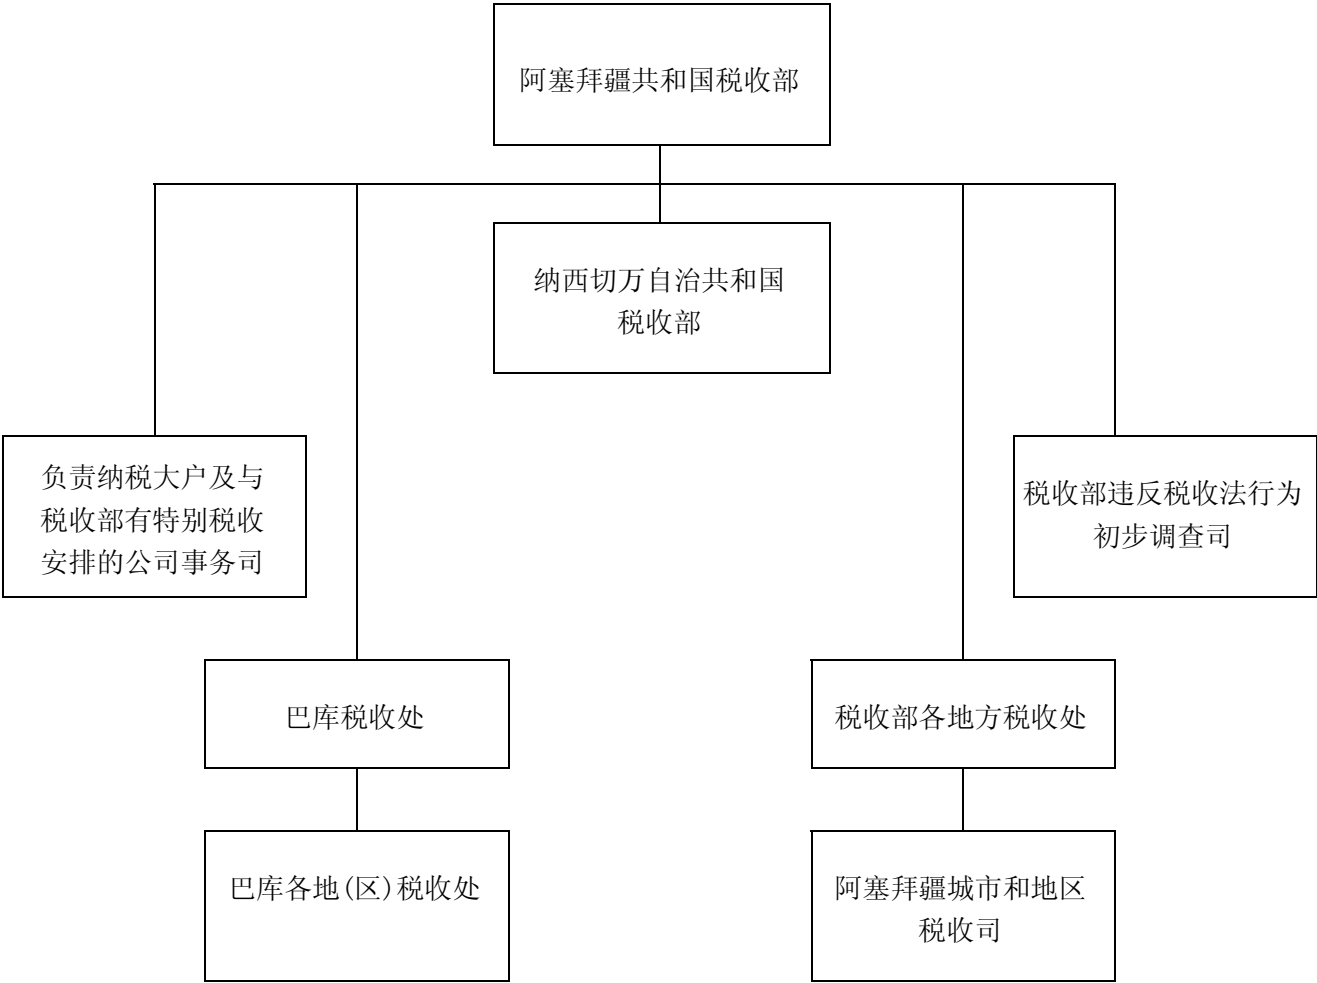 阿塞拜疆共和国税收部
纳西切万自治共和国
税收部
负责纳税大户及与
税收部有特别税收
安排的公司事务司
税收部违反税收法行为
初步调查司
巴库税收处
税收部各地方税收处
巴库各地(区)税收处
阿塞拜疆城市和地区
税收司